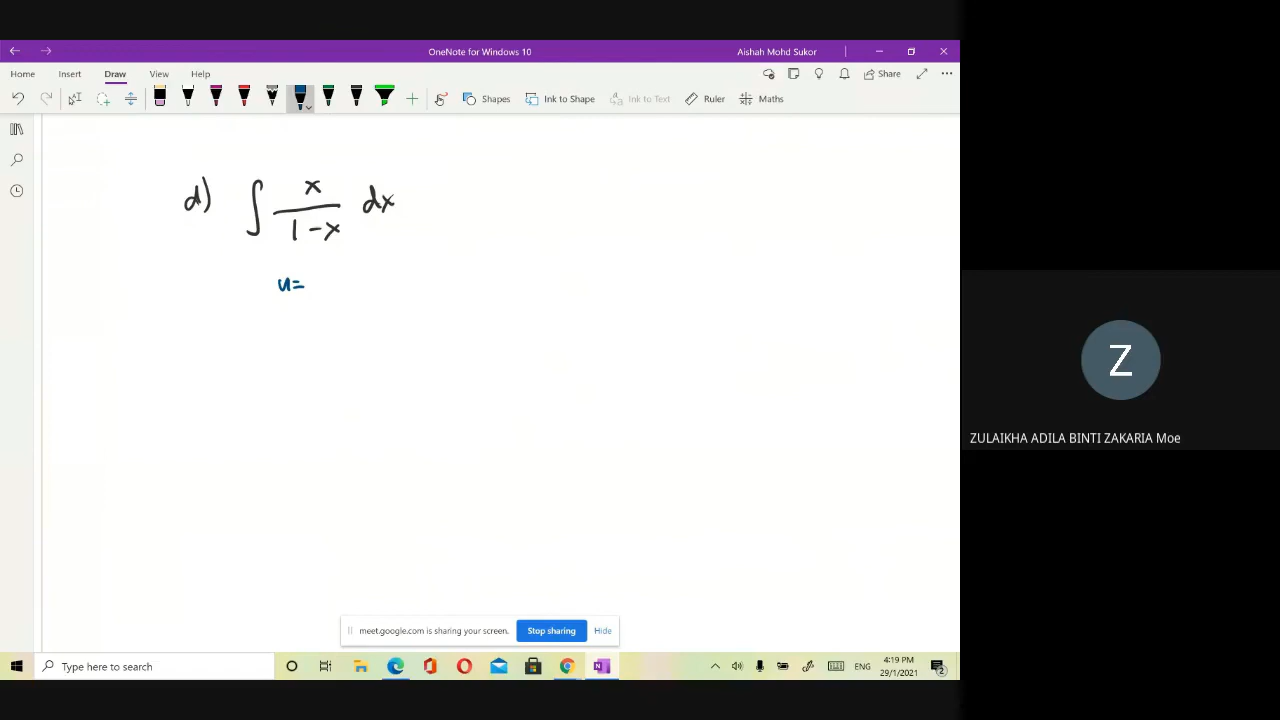 OneNote for Windows 10
Aishah Mohd Sukor
Home Insert Draw View Help
Share
Shapes Ink to Shape Ink to Text Ruler Maths
d) ∫ x/(1-x) dx
u=
Z
ZULAIKHA ADILA BINTI ZAKARIA Moe
meet.google.com is sharing your screen. Stop sharing Hide
Type here to search
ENG
4:19 PM
29/1/2021
2